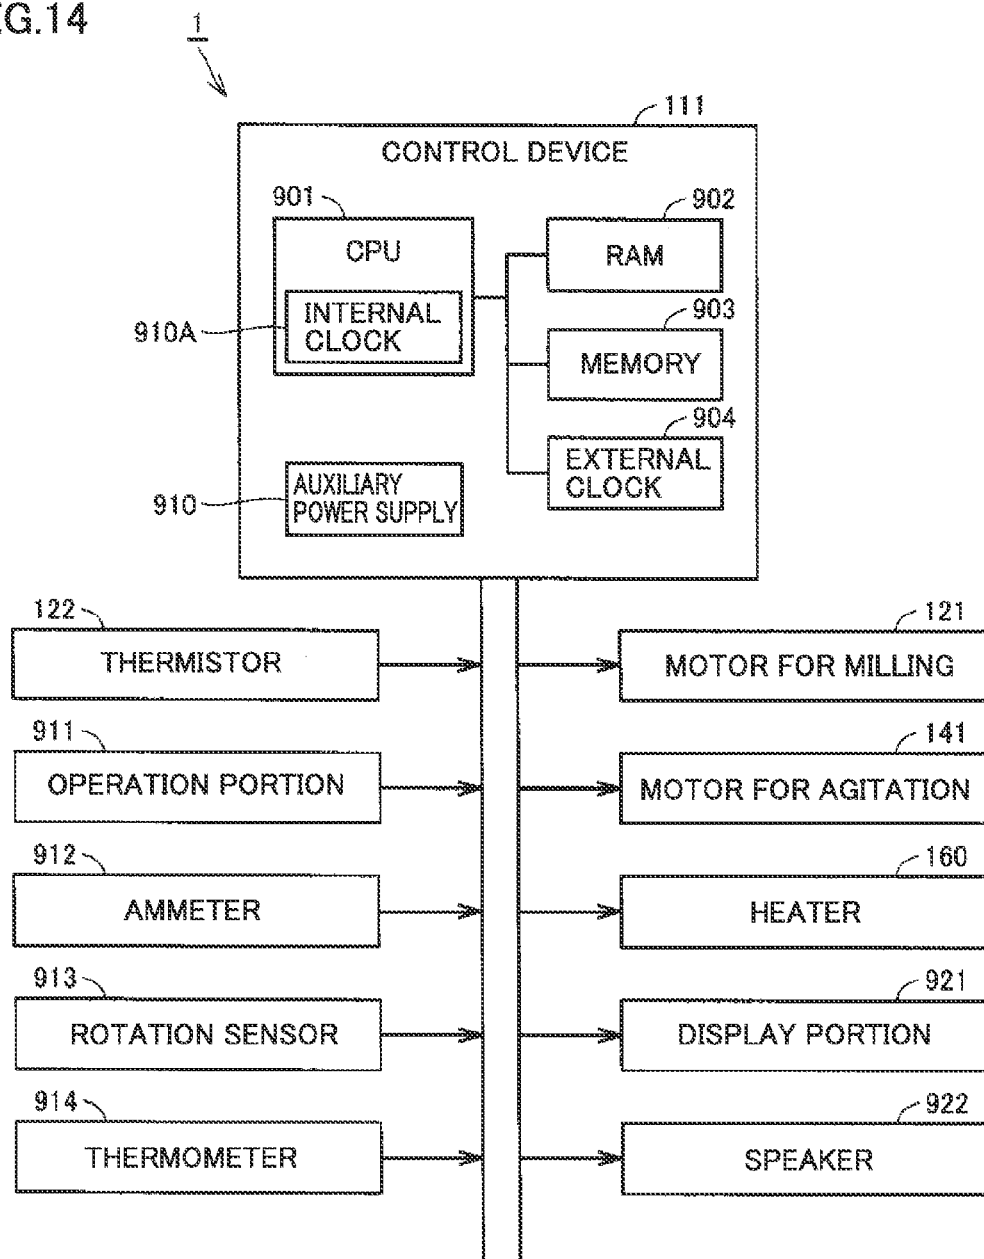 G.14
1
111
CONTROL DEVICE
901
CPU
INTERNAL
CLOCK
910A
902
RAM
903
MEMORY
904
EXTERNAL
CLOCK
AUXILIARY
POWER SUPPLY
910
122
THERMISTOR
121
MOTOR FOR MILLING
911
OPERATION PORTION
141
MOTOR FOR AGITATION
912
AMMETER
160
HEATER
913
ROTATION SENSOR
921
DISPLAY PORTION
914
THERMOMETER
922
SPEAKER